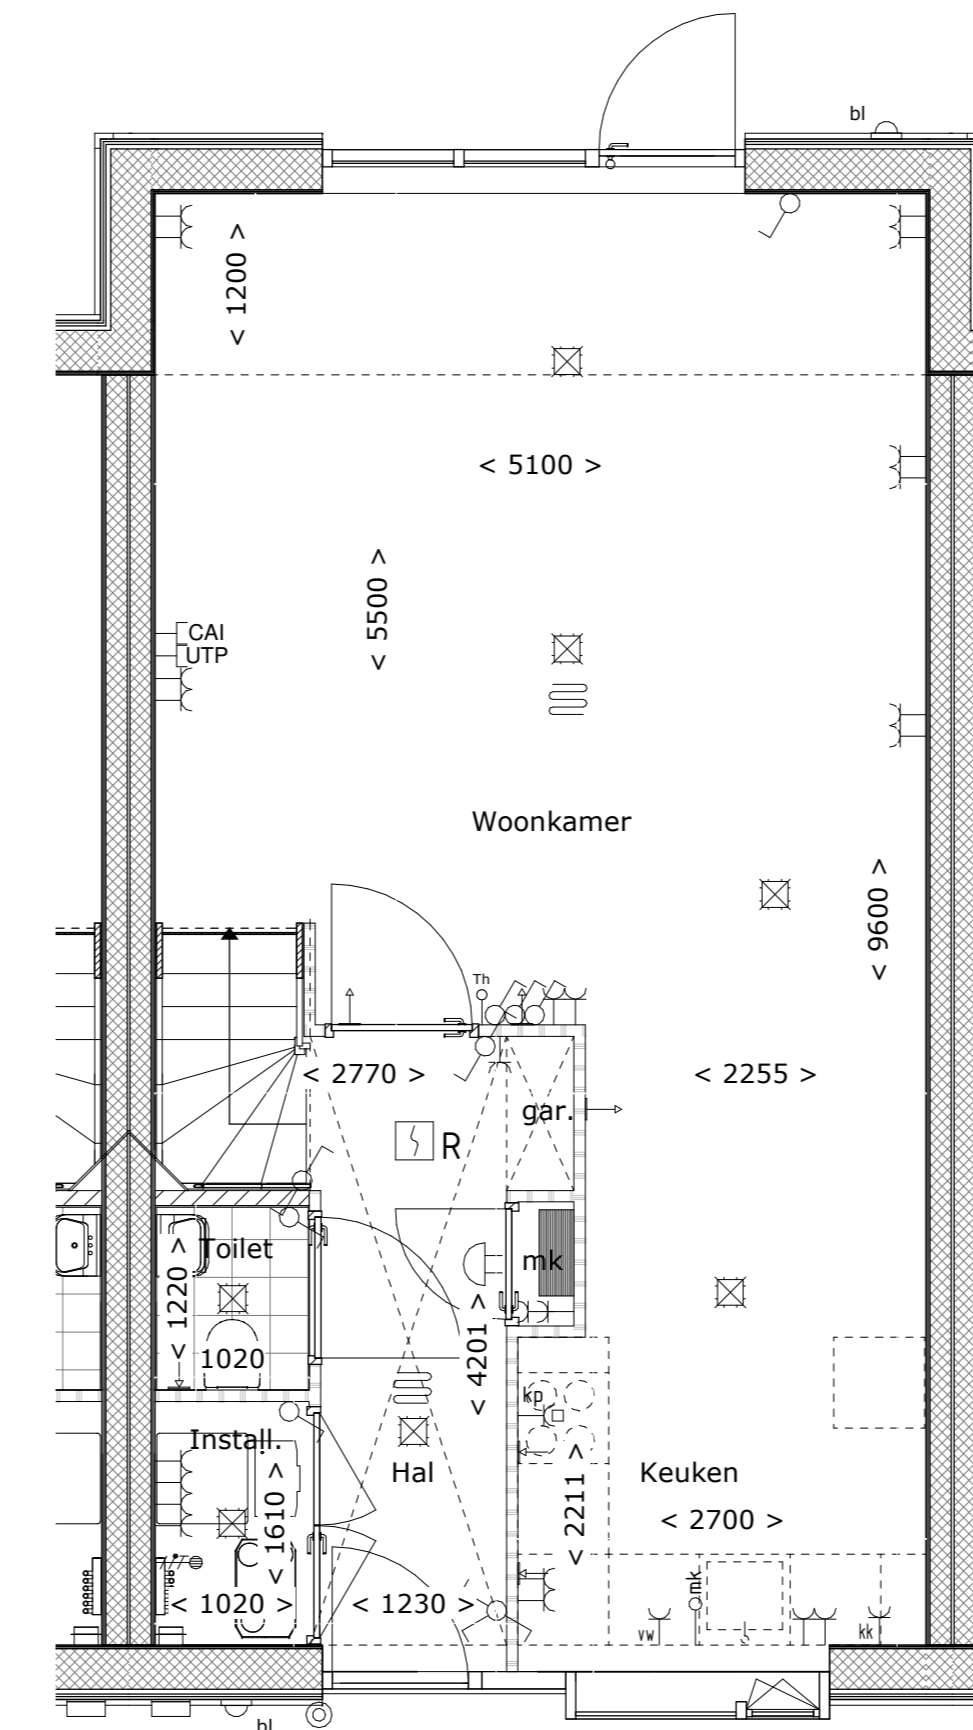 bl
< 1200 >
< 5100 >
< 5500 >
CAI
UTP
Woonkamer
< 9600 >
Th
< 2770 >
< 2255 >
gar.
R
Toilet
mk
< 1220 >
1020
< 4201 >
kp
Install.
Hal
Keuken
< 2211 >
< 1610 >
< 2700 >
mk
< 1020 >
< 1230 >
vw
kk
bl